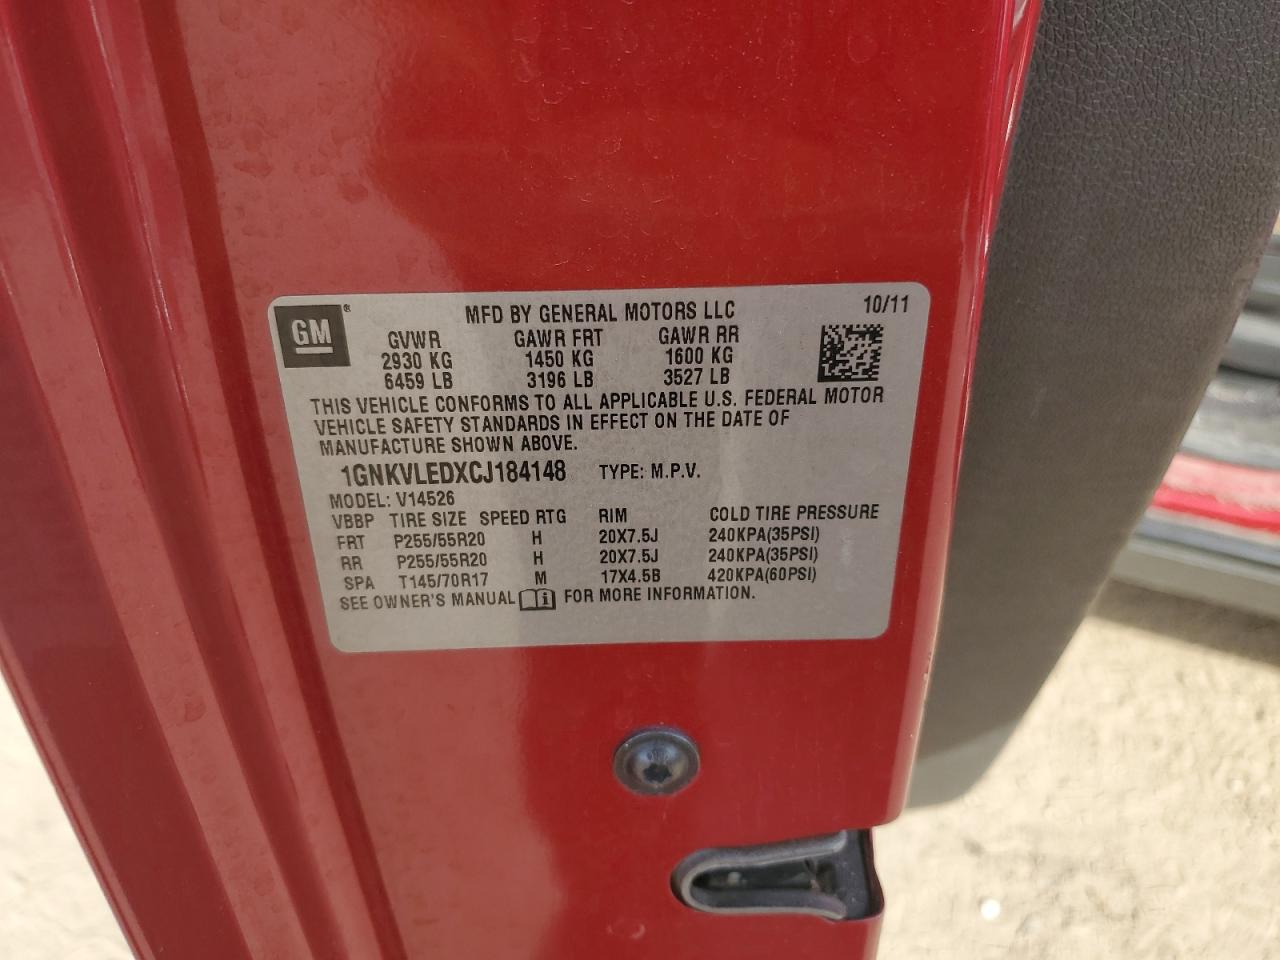 GM® MFD BY GENERAL MOTORS LLC 10/11
GVWR GAWR FRT GAWR RR
2930 KG 1450 KG 1600 KG
6459 LB 3196 LB 3527 LB
THIS VEHICLE CONFORMS TO ALL APPLICABLE U.S. FEDERAL MOTOR
VEHICLE SAFETY STANDARDS IN EFFECT ON THE DATE OF
MANUFACTURE SHOWN ABOVE.
1GNKVLEDXCJ184148 TYPE: M.P.V.
MODEL: V14526
VBBP TIRE SIZE SPEED RTG RIM COLD TIRE PRESSURE
FRT P255/55R20 H 20X7.5J 240KPA(35PSI)
RR P255/55R20 H 20X7.5J 240KPA(35PSI)
SPA T145/70R17 M 17X4.5B 420KPA(60PSI)
SEE OWNER'S MANUAL i FOR MORE INFORMATION.